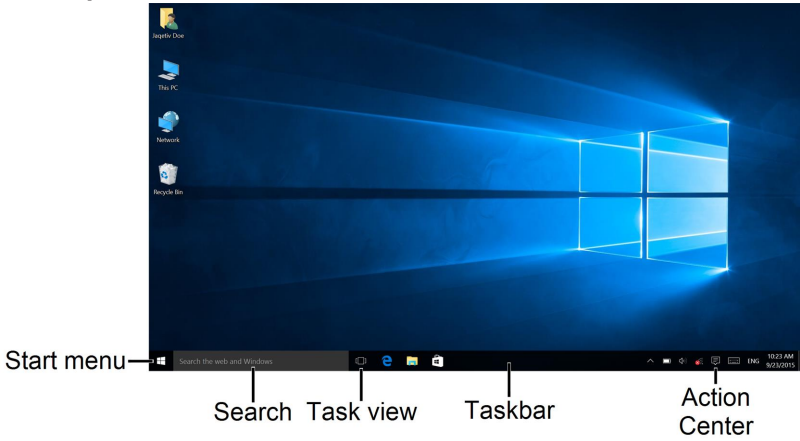 Jaqetiv Doe
This PC
Network
Recycle Bin
Start menu
Search the web and Windows
ENG
10:23 AM
9/23/2015
Search
Task view
Taskbar
Action
Center